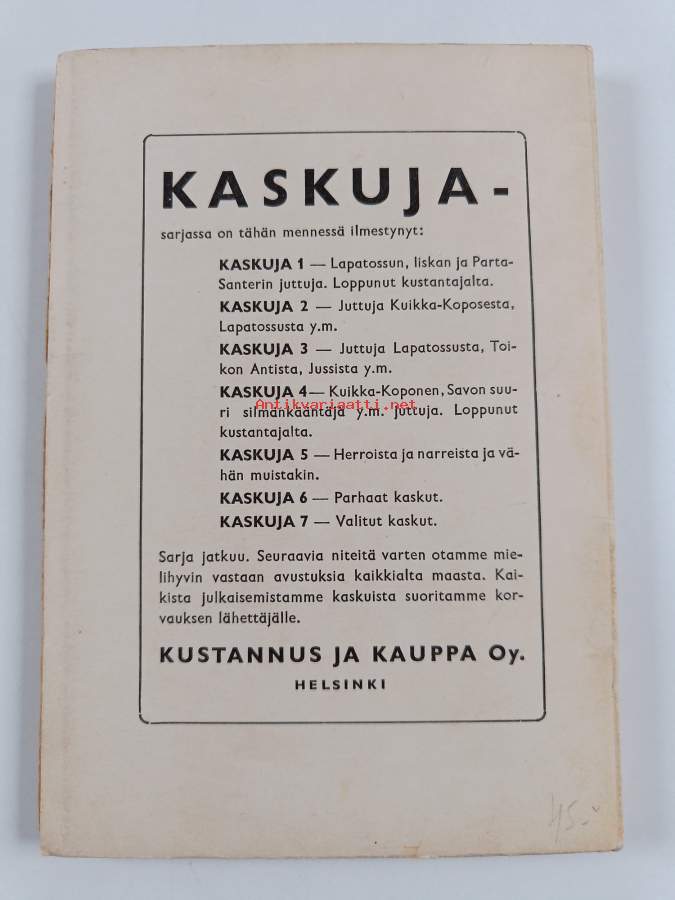 KASKUJA-
sarjassa on tähän mennessä ilmestynyt:
KASKUJA 1 — Lapatossun, Iiskan ja Parta-
Santerin juttuja. Loppunut kustantajalta.
KASKUJA 2 — Juttuja Kuikka-Koposesta,
Lapatossusta y.m.
KASKUJA 3 — Juttuja Lapatossusta, Toi-
kon Antista, Jussista y.m.
KASKUJA 4— Kuikka-Koponen, Savon suu-
ri silmänkääntäjä y.m. juttuja. Loppunut
Antikvariaatti.net
kustantajalta.
KASKUJA 5 — Herroista ja narreista ja vä-
hän muistakin.
KASKUJA 6 — Parhaat kaskut.
KASKUJA 7 — Valitut kaskut.
Sarja jatkuu. Seuraavia niteitä varten otamme mie-
lihyvin vastaan avustuksia kaikkialta maasta. Kai-
kista julkaisemistamme kaskuista suoritamme kor-
vauksen lähettäjälle.
KUSTANNUS JA KAUPPA Oy.
HELSINKI
45.-